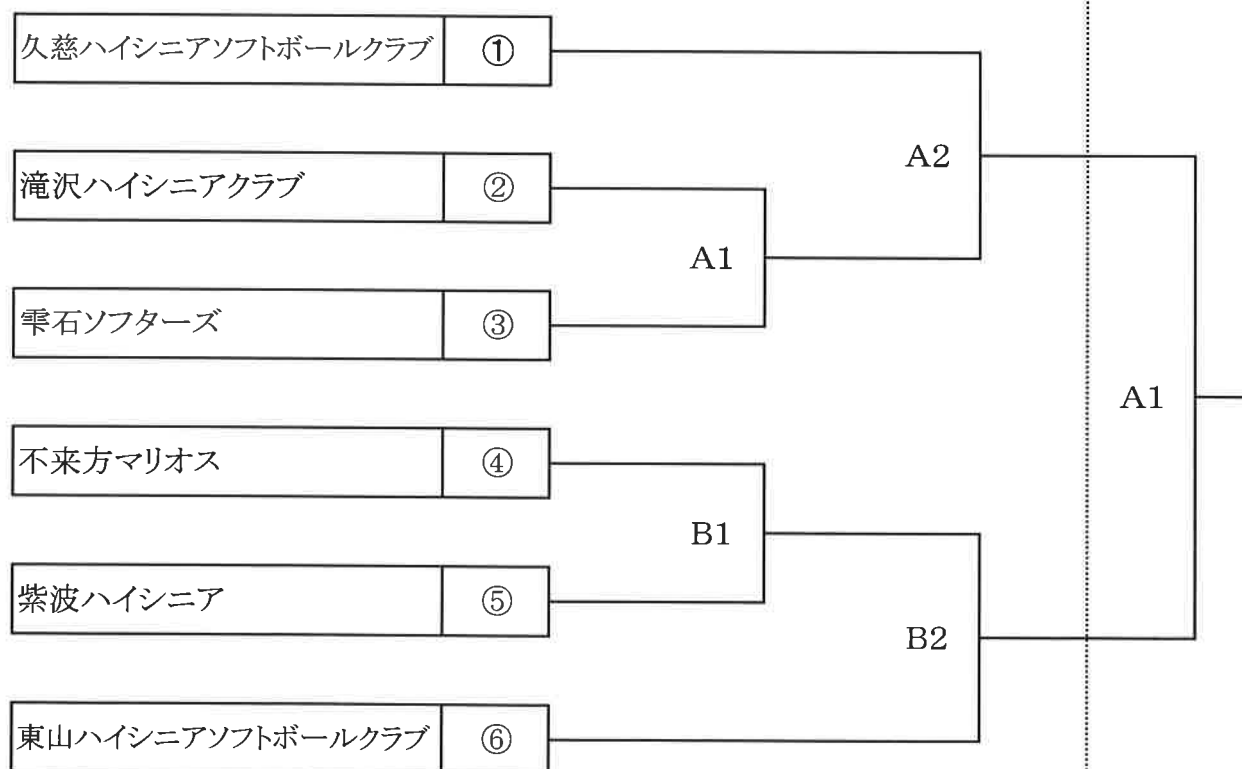 久慈ハイシニアソフトボールクラブ ①
A2
滝沢ハイシニアクラブ ②
A1
雫石ソフターズ ③
A1
不来方マリオス ④
B1
紫波ハイシニア ⑤
B2
東山ハイシニアソフトボールクラブ ⑥